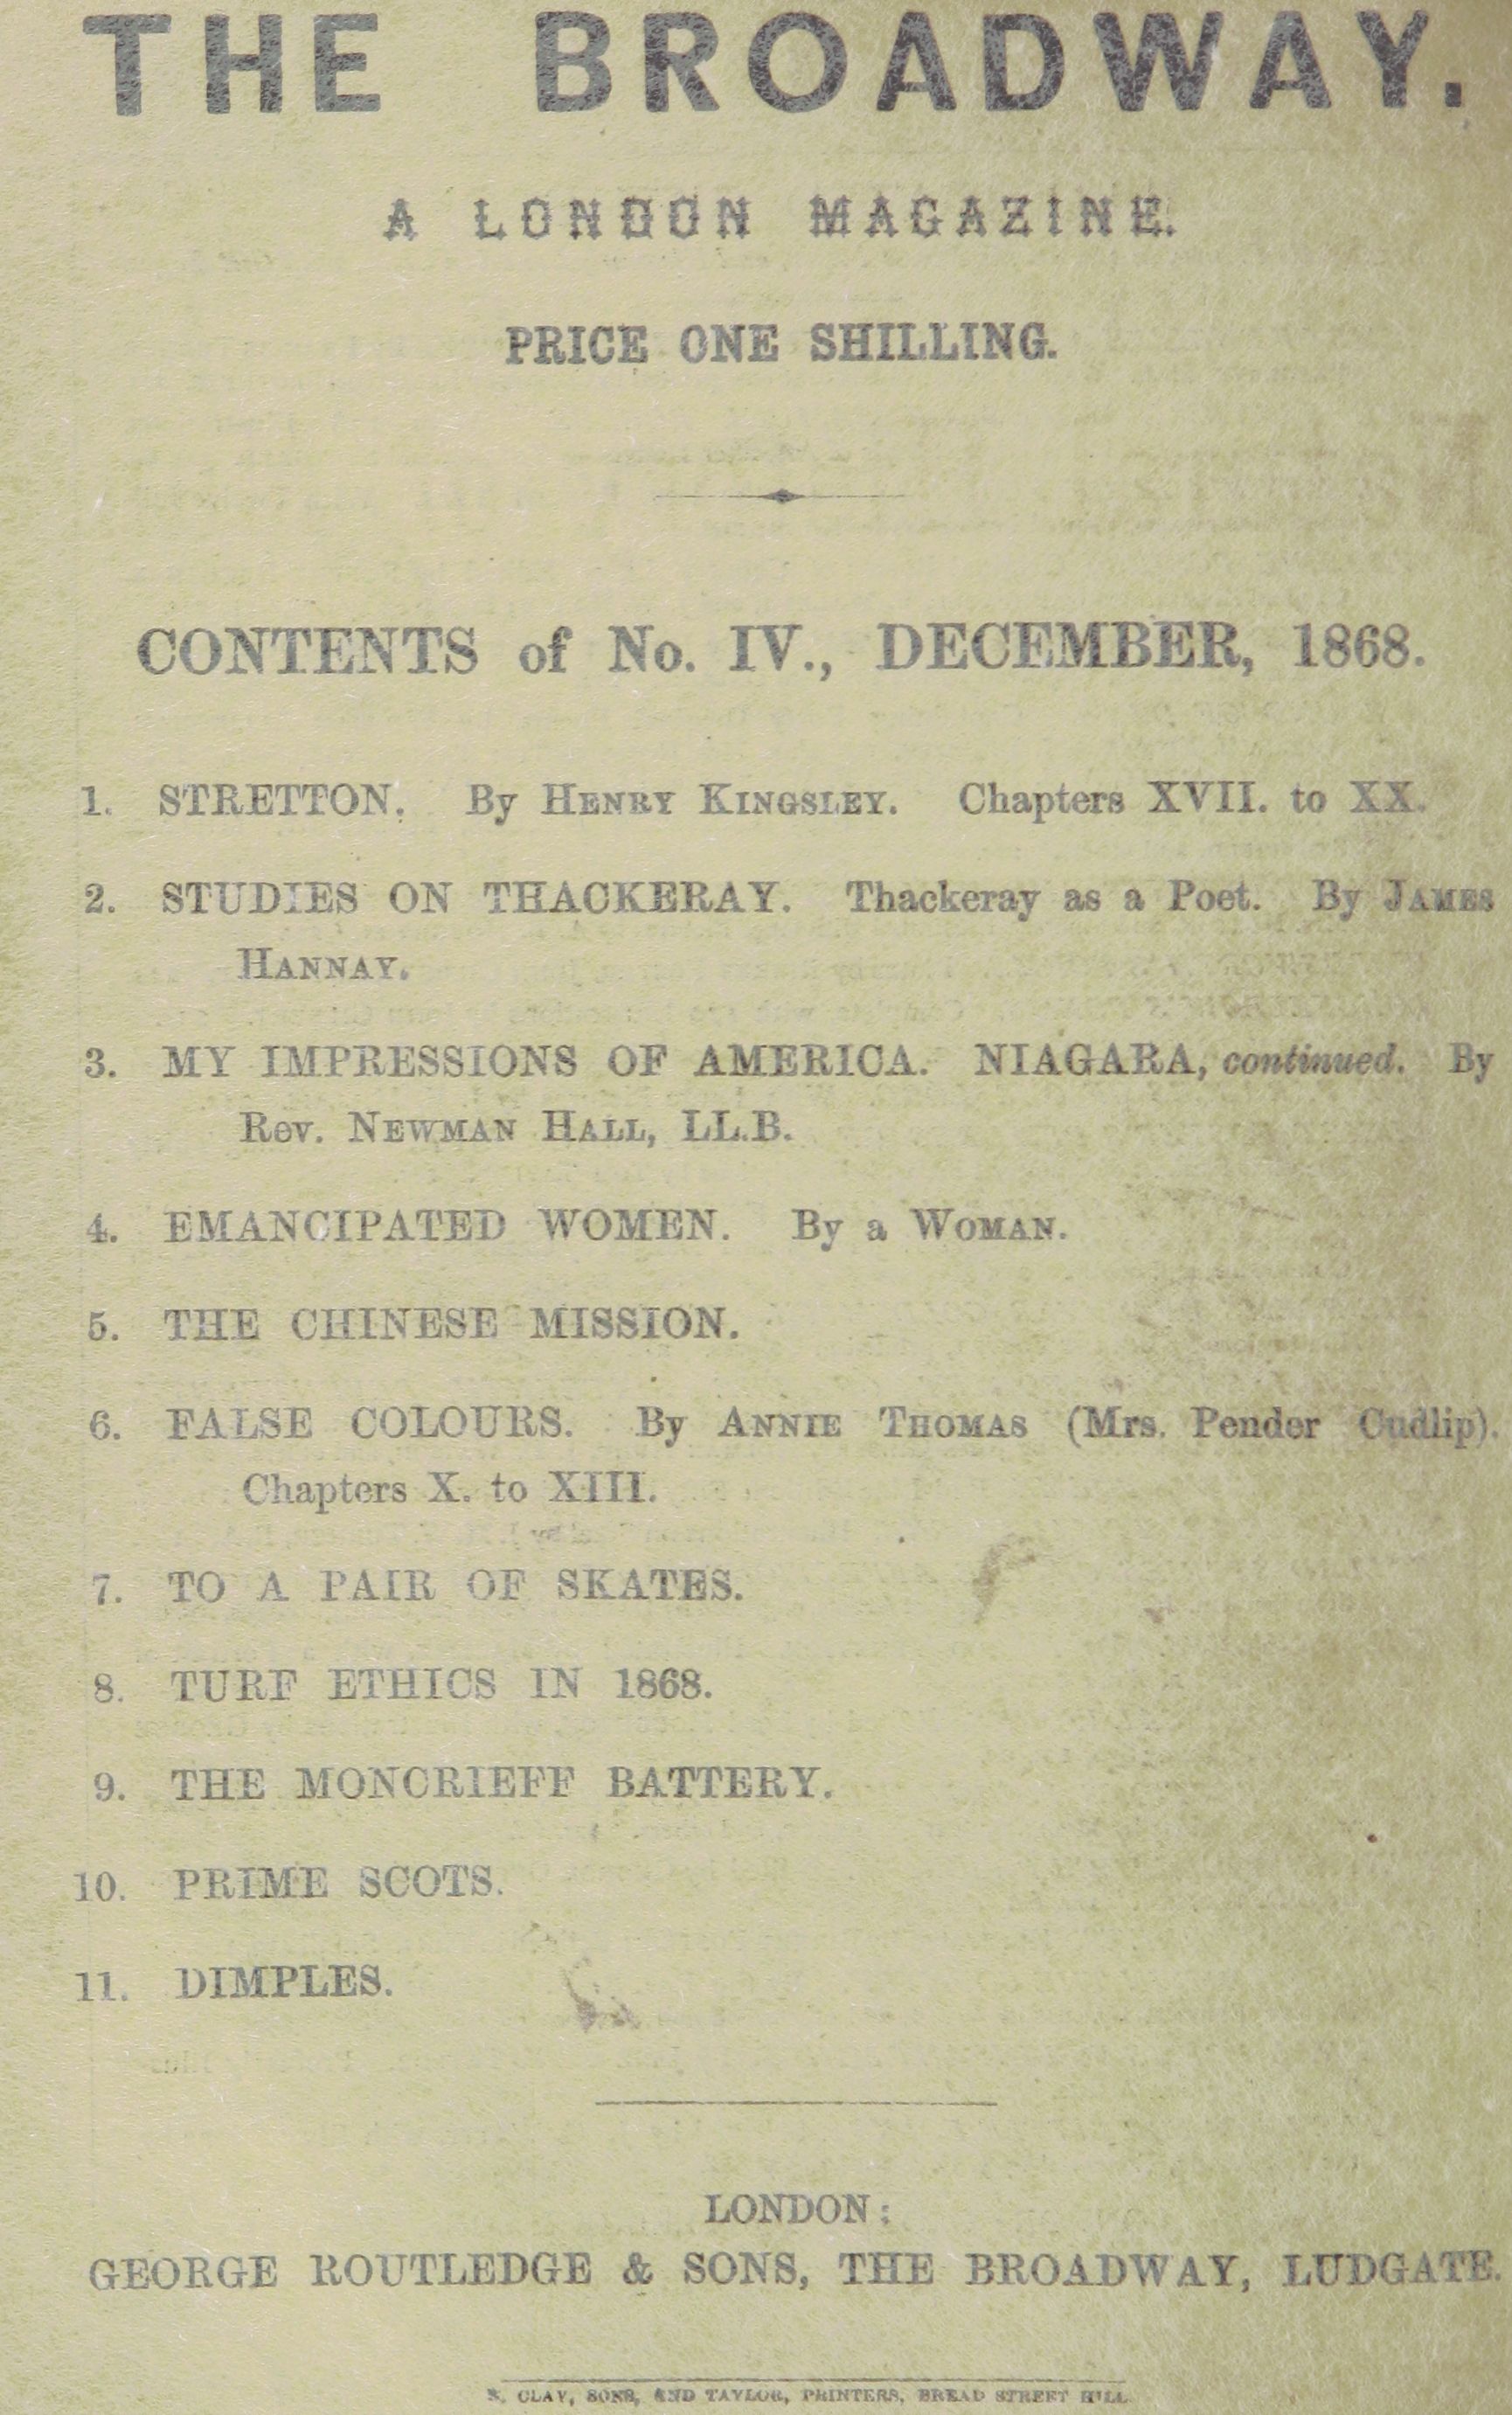 THE BROADWAY.
A LONDON MAGAZINE.
PRICE ONE SHILLING.
CONTENTS of No. IV., DECEMBER, 1868.
1. STRETTON. By HENRY KINGSLEY. Chapters XVII. to XX.
2. STUDIES ON THACKERAY. Thackeray as a Poet. By JAMES
HANNAY.
3. MY IMPRESSIONS OF AMERICA. NIAGARA, continued. By
Rev. NEWMAN HALL, LL.B.
4. EMANCIPATED WOMEN. By a WOMAN.
5. THE CHINESE MISSION.
6. FALSE COLOURS. By ANNIE THOMAS (Mrs. Pender Cudlip).
Chapters X. to XIII.
7. TO A PAIR OF SKATES.
8. TURF ETHICS IN 1868.
9. THE MONCRIEFF BATTERY.
10. PRIME SCOTS.
11. DIMPLES.
LONDON:
GEORGE ROUTLEDGE & SONS, THE BROADWAY, LUDGATE.
CLAY, SONS, AND TAYLOR, PRINTERS, BREAD STREET HILL